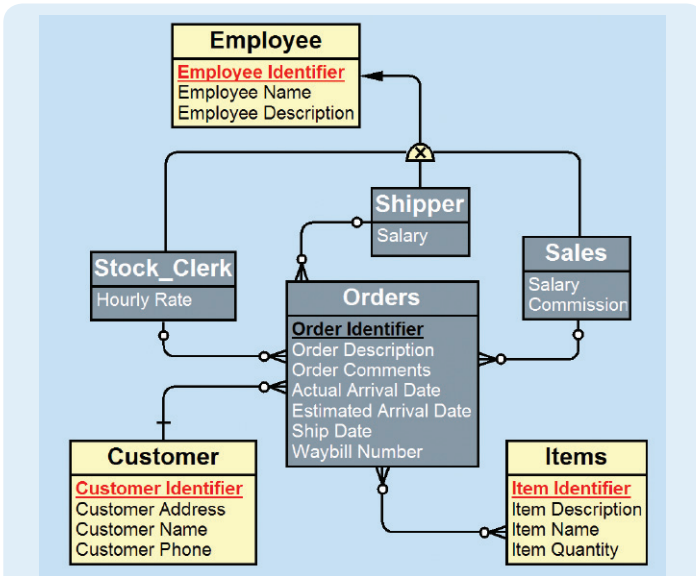 Employee
Employee Identifier
Employee Name
Employee Description
X
Shipper
Salary
Stock_Clerk
Hourly Rate
Sales
Salary
Commission
Orders
Order Identifier
Order Description
Order Comments
Actual Arrival Date
Estimated Arrival Date
Ship Date
Waybill Number
Customer
Customer Identifier
Customer Address
Customer Name
Customer Phone
Items
Item Identifier
Item Description
Item Name
Item Quantity